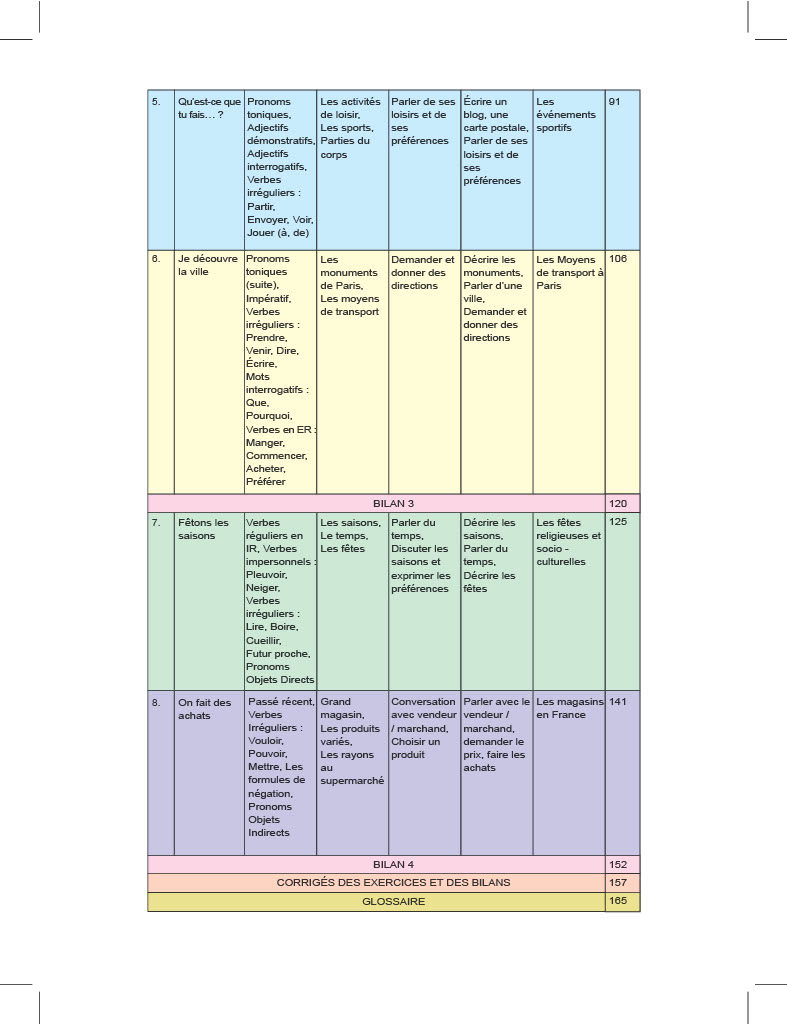 5.
Qu'est-ce que
tu fais… ?
Pronoms
toniques,
Adjectifs
démonstratifs,
Adjectifs
interrogatifs,
Verbes
irréguliers :
Partir,
Envoyer, Voir,
Jouer (à, de)
Les activités
de loisir,
Les sports,
Parties du
corps
Parler de ses
loisirs et de
ses
préférences
Écrire un
blog, une
carte postale,
Parler de ses
loisirs et de
ses
préférences
Les
événements
sportifs
91
6.
Je découvre
la ville
Pronoms
toniques
(suite),
Impératif,
Verbes
irréguliers :
Prendre,
Venir, Dire,
Écrire,
Mots
interrogatifs :
Que,
Pourquoi,
Verbes en ER :
Manger,
Commencer,
Acheter,
Préférer
Les
monuments
de Paris,
Les moyens
de transport
Demander et
donner des
directions
Décrire les
monuments,
Parler d'une
ville,
Demander et
donner des
directions
Les Moyens
de transport à
Paris
106
BILAN 3
120
7.
Fêtons les
saisons
Verbes
réguliers en
IR, Verbes
impersonnels :
Pleuvoir,
Neiger,
Verbes
irréguliers :
Lire, Boire,
Cueillir,
Futur proche,
Pronoms
Objets Directs
Les saisons,
Le temps,
Les fêtes
Parler du
temps,
Discuter les
saisons et
exprimer les
préférences
Décrire les
saisons,
Parler du
temps,
Décrire les
fêtes
Les fêtes
religieuses et
socio -
culturelles
125
8.
On fait des
achats
Passé récent,
Verbes
Irréguliers :
Vouloir,
Pouvoir,
Mettre, Les
formules de
négation,
Pronoms
Objets
Indirects
Grand
magasin,
Les produits
variés,
Les rayons
au
supermarché
Conversation
avec vendeur
/ marchand,
Choisir un
produit
Parler avec le
vendeur /
marchand,
demander le
prix, faire les
achats
Les magasins
en France
141
BILAN 4
152
CORRIGÉS DES EXERCICES ET DES BILANS
157
GLOSSAIRE
165